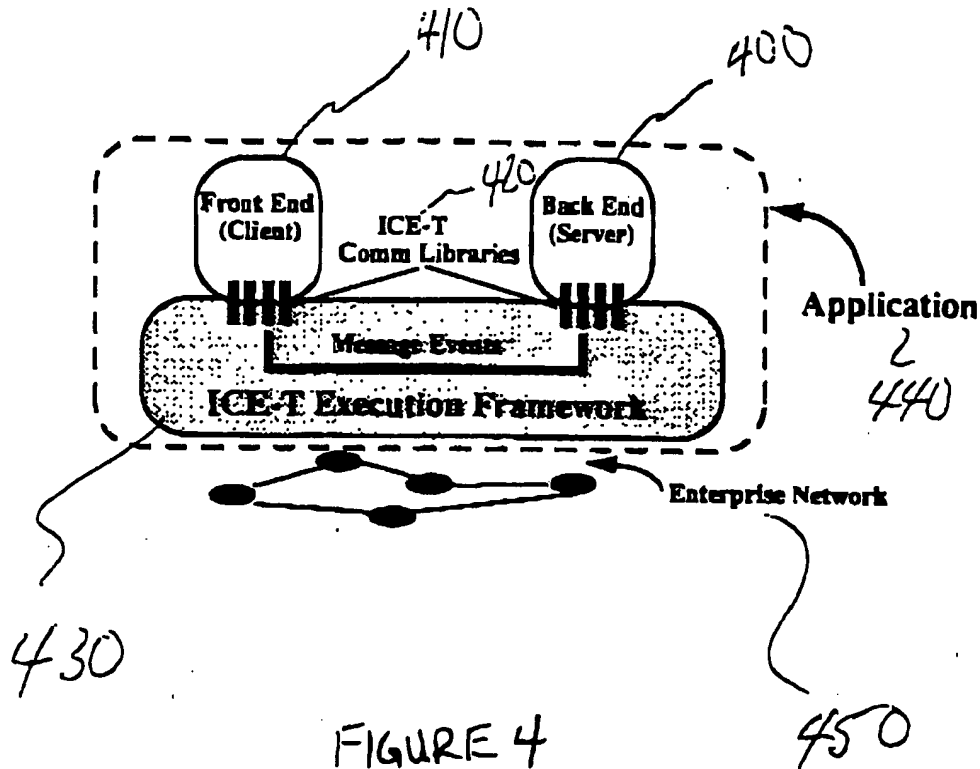 410
400
420
Front End
(Client)
ICE-T
Comm Libraries
Back End
(Server)
Application
440
Message Events
ICE-T Execution Framework
Enterprise Network
430
450
FIGURE 4